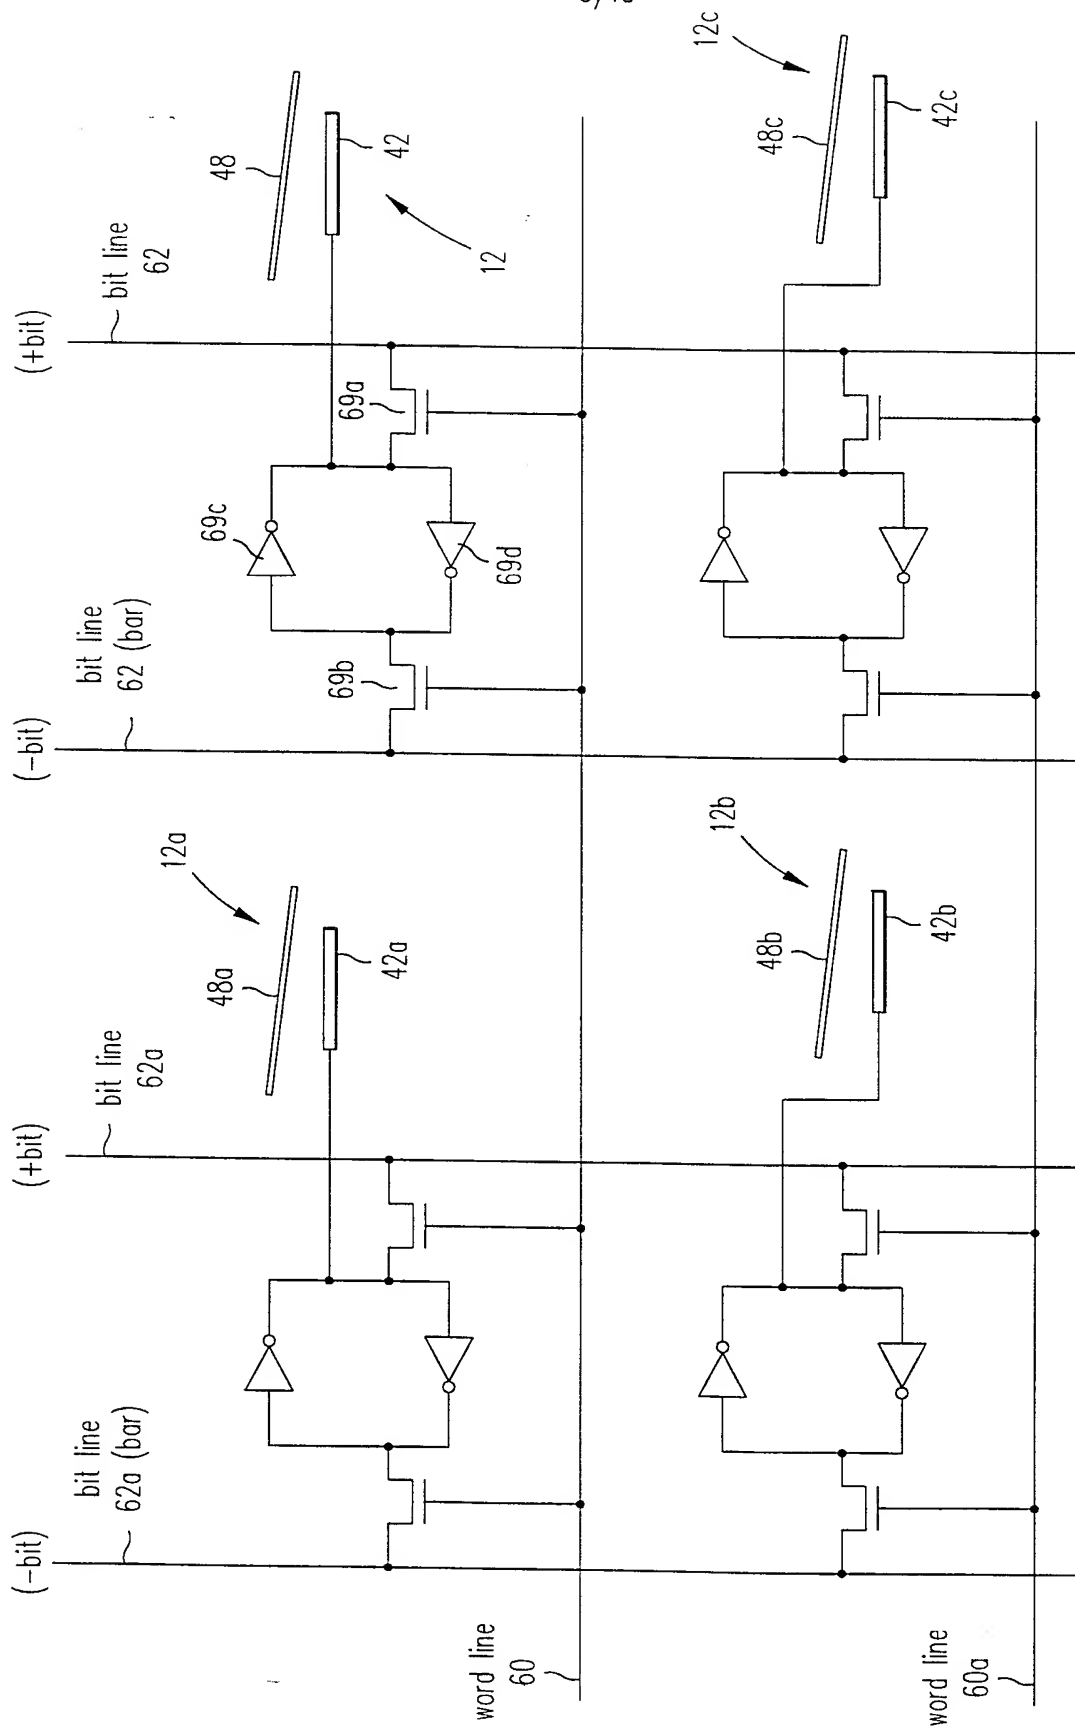 (-bit)
bit line
62a (bar)
(+bit)
bit line
62a
12a
48a
42a
(-bit)
bit line
62 (bar)
(+bit)
bit line
62
69b
69c
69d
69a
48
42
12
word line
60
12b
48b
42b
12c
48c
42c
word line
60a